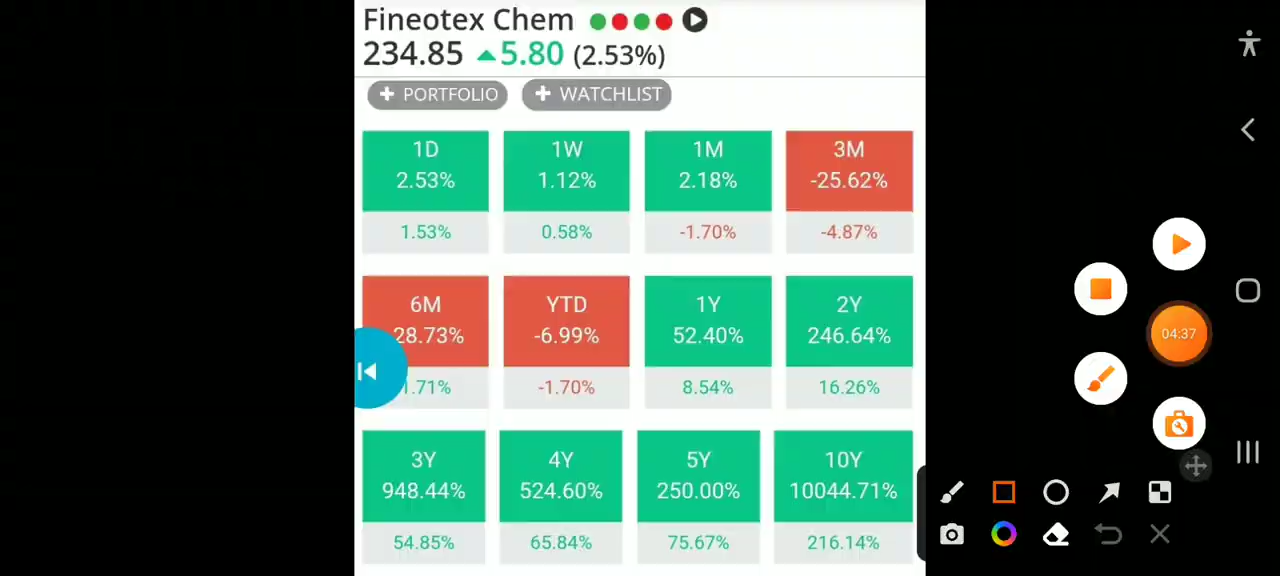 Fineotex Chem
234.85 ▲5.80 (2.53%)
+ PORTFOLIO + WATCHLIST
1D 1W 1M 3M
2.53% 1.12% 2.18% -25.62%
1.53% 0.58% -1.70% -4.87%
6M YTD 1Y 2Y
28.73% -6.99% 52.40% 246.64%
.71% -1.70% 8.54% 16.26%
3Y 4Y 5Y 10Y
948.44% 524.60% 250.00% 10044.71%
54.85% 65.84% 75.67% 216.14%
04:37